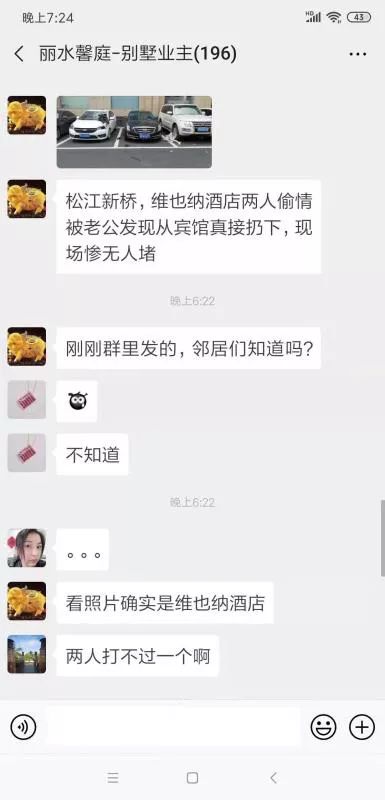 晚上7:24
HD
43
丽水馨庭-别墅业主(196)
松江新桥，维也纳酒店两人偷情
被老公发现从宾馆直接扔下，现
场惨无人堵
晚上6:22
刚刚群里发的，邻居们知道吗？
不知道
晚上6:22
。。。
看照片确实是维也纳酒店
两人打不过一个啊